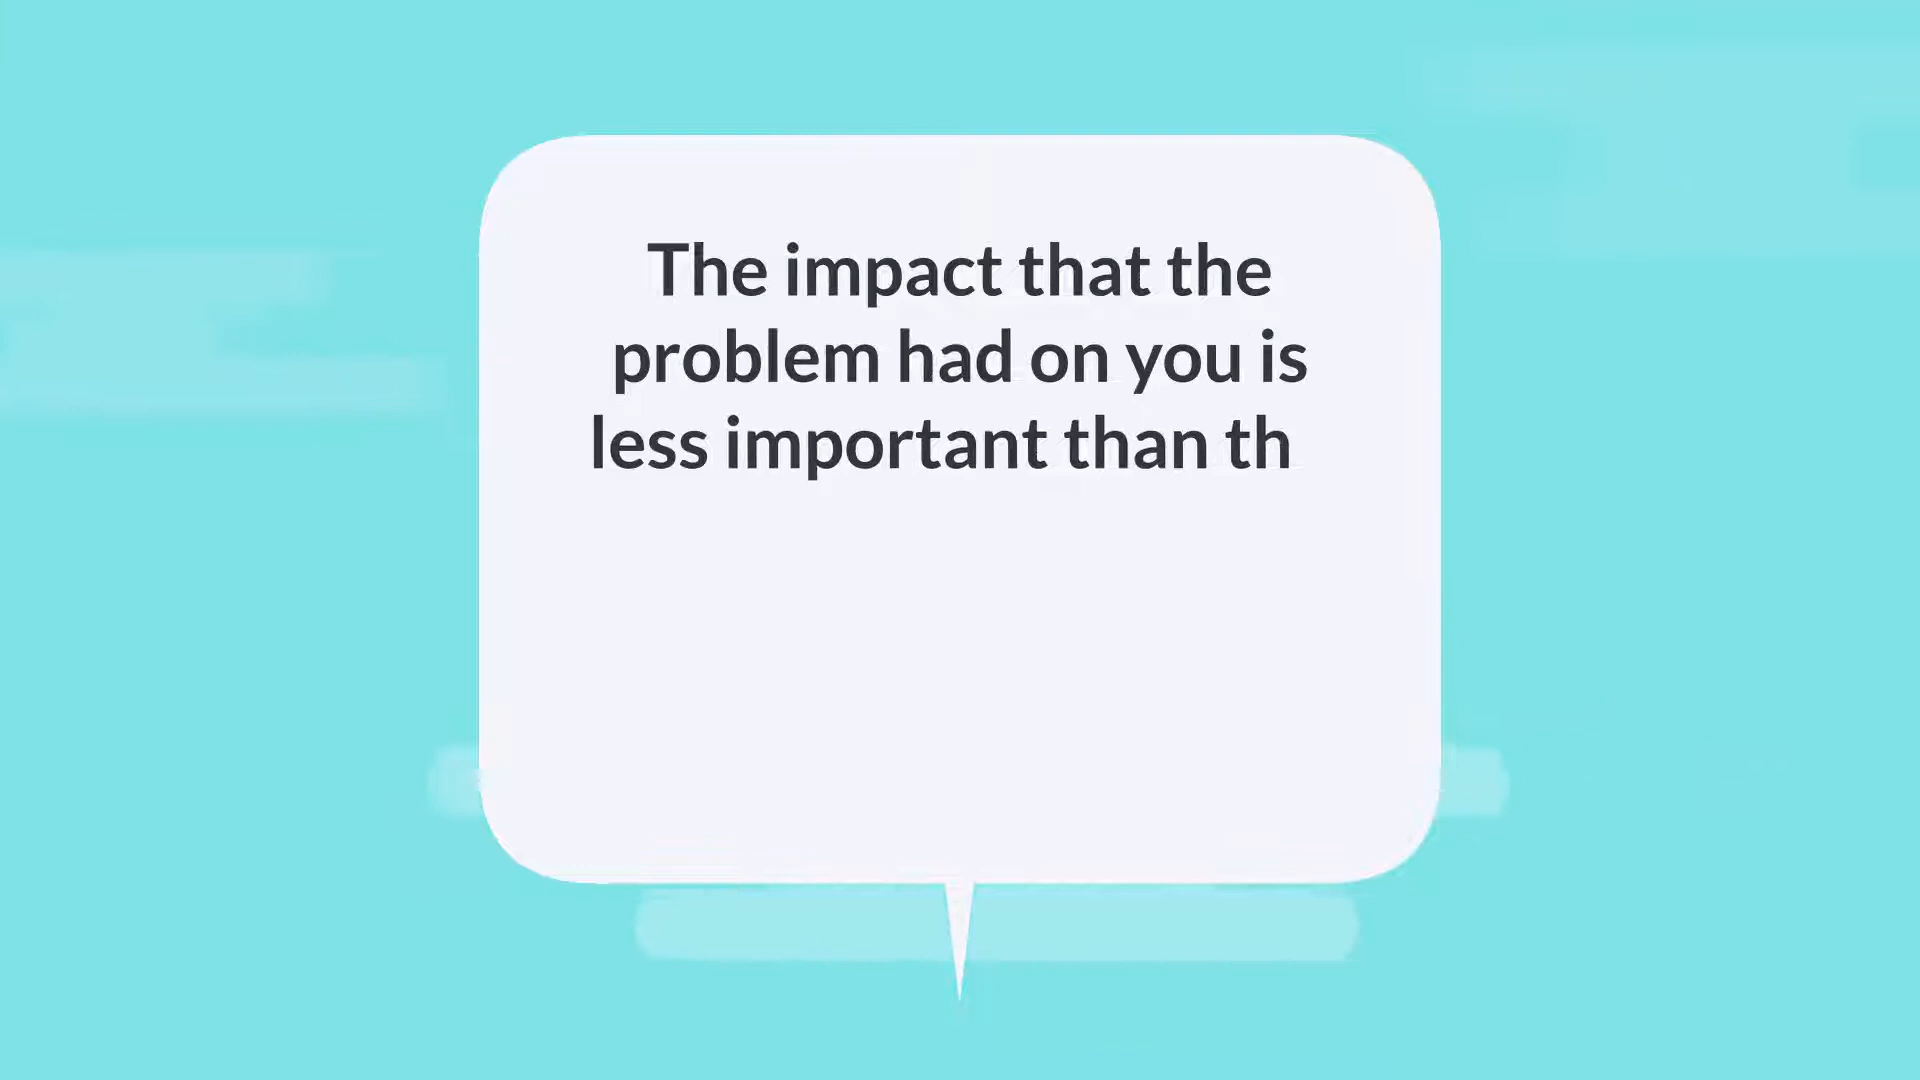 The impact that the
problem had on you is
less important than th